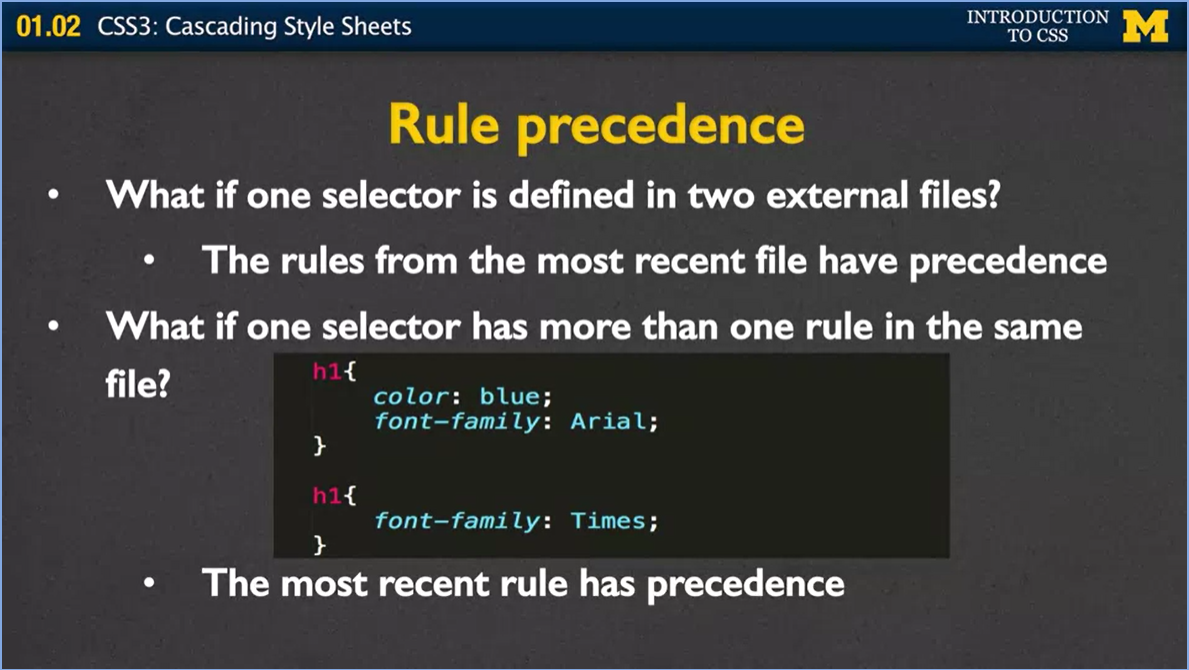 01.02 CSS3: Cascading Style Sheets
INTRODUCTION
TO CSS
M
Rule precedence
• What if one selector is defined in two external files?
• The rules from the most recent file have precedence
• What if one selector has more than one rule in the same
file?
h1{
color: blue;
font-family: Arial;
}
h1{
font-family: Times;
}
• The most recent rule has precedence